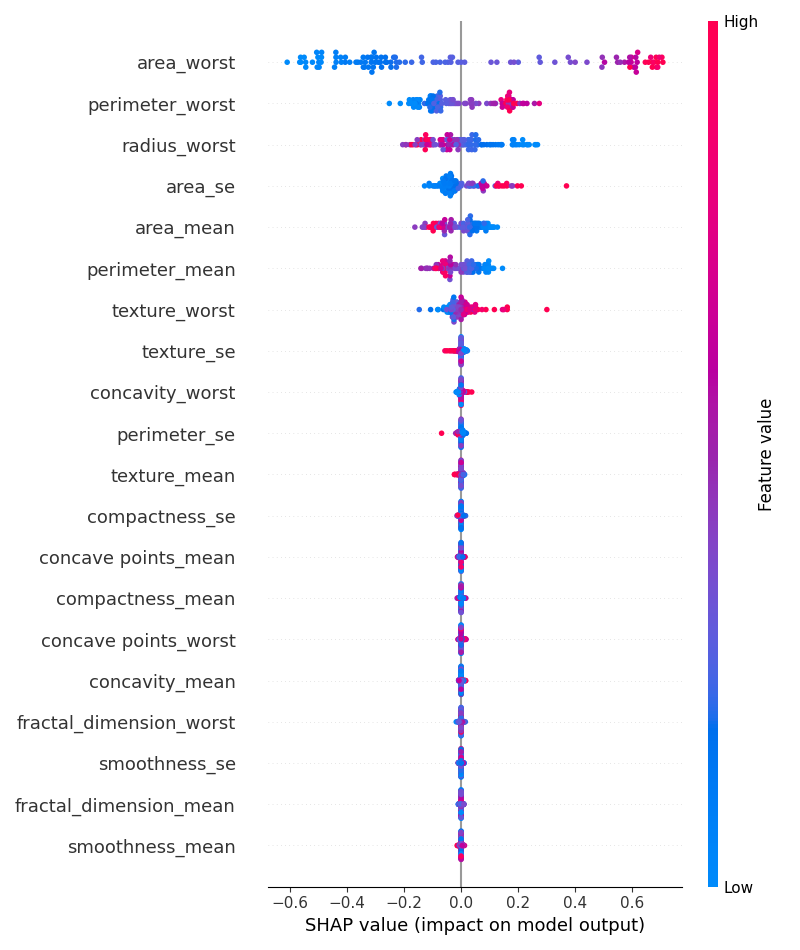 High
area_worst
perimeter_worst
radius_worst
area_se
area_mean
perimeter_mean
texture_worst
texture_se
concavity_worst
perimeter_se
texture_mean
compactness_se
concave points_mean
compactness_mean
concave points_worst
concavity_mean
fractal_dimension_worst
smoothness_se
fractal_dimension_mean
smoothness_mean
Feature value
Low
−0.6 −0.4 −0.2 0.0 0.2 0.4 0.6
SHAP value (impact on model output)